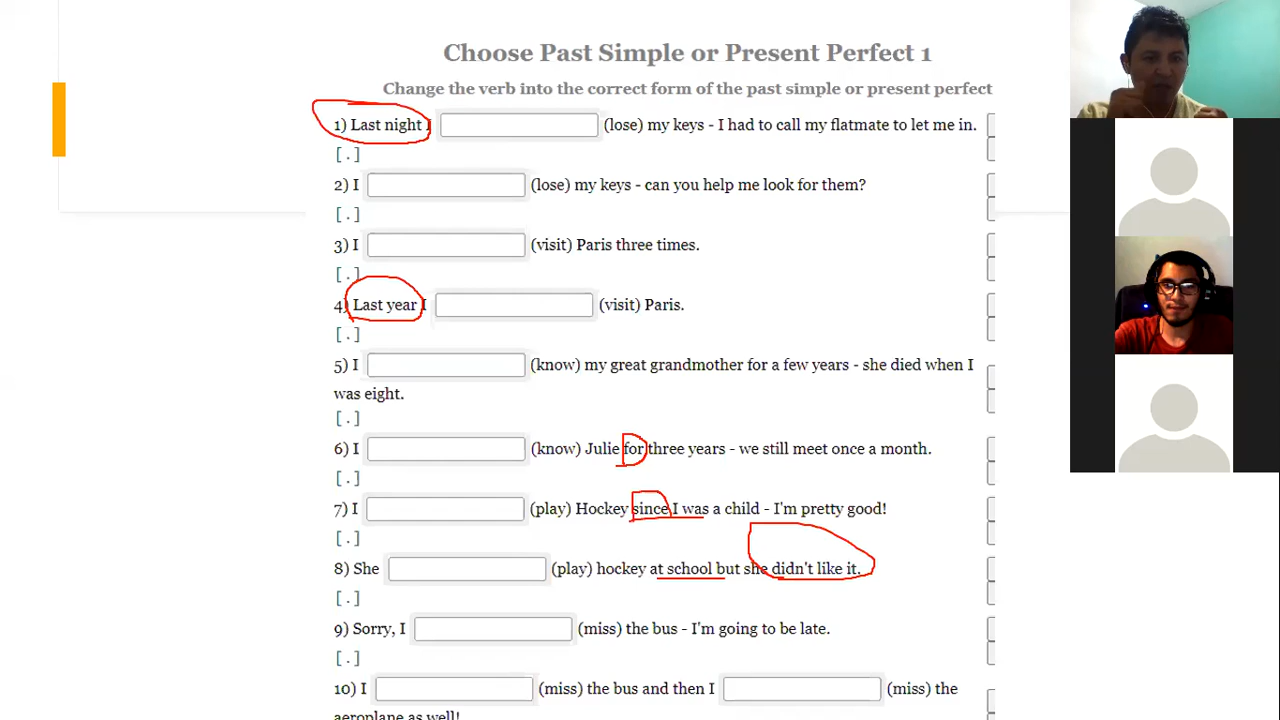 Choose Past Simple or Present Perfect 1
Change the verb into the correct form of the past simple or present perfect
1) Last night I (lose) my keys - I had to call my flatmate to let me in.
[ . ]
2) I (lose) my keys - can you help me look for them?
[ . ]
3) I (visit) Paris three times.
[ . ]
4) Last year I (visit) Paris.
[ . ]
5) I (know) my great grandmother for a few years - she died when I
was eight.
[ . ]
6) I (know) Julie for three years - we still meet once a month.
[ . ]
7) I (play) Hockey since I was a child - I'm pretty good!
[ . ]
8) She (play) hockey at school but she didn't like it.
[ . ]
9) Sorry, I (miss) the bus - I'm going to be late.
[ . ]
10) I (miss) the bus and then I (miss) the
aeroplane as well!